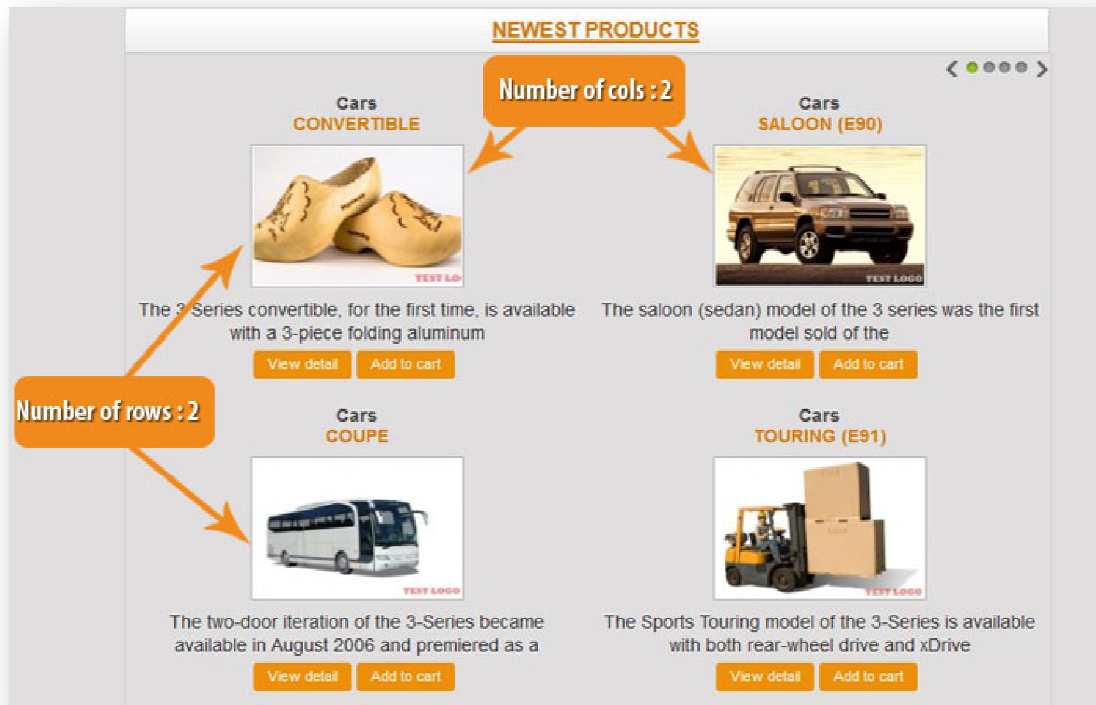 NEWEST PRODUCTS
Number of cols : 2
Cars
CONVERTIBLE
TEST LO
The 3-Series convertible, for the first time, is available
with a 3-piece folding aluminum
View detail
Add to cart
Cars
SALOON (E90)
TEST LOGO
The saloon (sedan) model of the 3 series was the first
model sold of the
View detail
Add to cart
Number of rows : 2
Cars
COUPE
TEST LOGO
The two-door iteration of the 3-Series became
available in August 2006 and premiered as a
View detail
Add to cart
Cars
TOURING (E91)
TEST LOGO
The Sports Touring model of the 3-Series is available
with both rear-wheel drive and xDrive
View detail
Add to cart